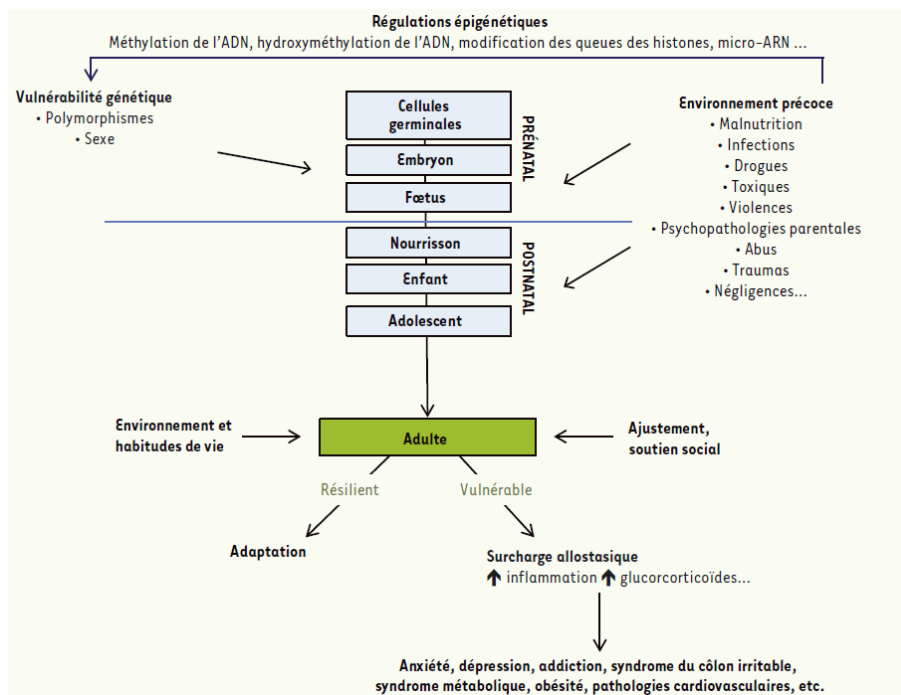 Régulations épigénétiques
Méthylation de l'ADN, hydroxyméthylation de l'ADN, modification des queues des histones, micro-ARN ...
Vulnérabilité génétique
• Polymorphismes
• Sexe
Cellules
germinales
Embryon
Fœtus
PRÉNATAL
Nourrisson
Enfant
Adolescent
POSTNATAL
Environnement précoce
• Malnutrition
• Infections
• Drogues
• Toxiques
• Violences
• Psychopathologies parentales
• Abus
• Traumas
• Négligences...
Environnement et
habitudes de vie
Adulte
Ajustement,
soutien social
Résilient
Vulnérable
Adaptation
Surcharge allostasique
↑ inflammation ↑ glucorcorticoïdes...
Anxiété, dépression, addiction, syndrome du côlon irritable,
syndrome métabolique, obésité, pathologies cardiovasculaires, etc.